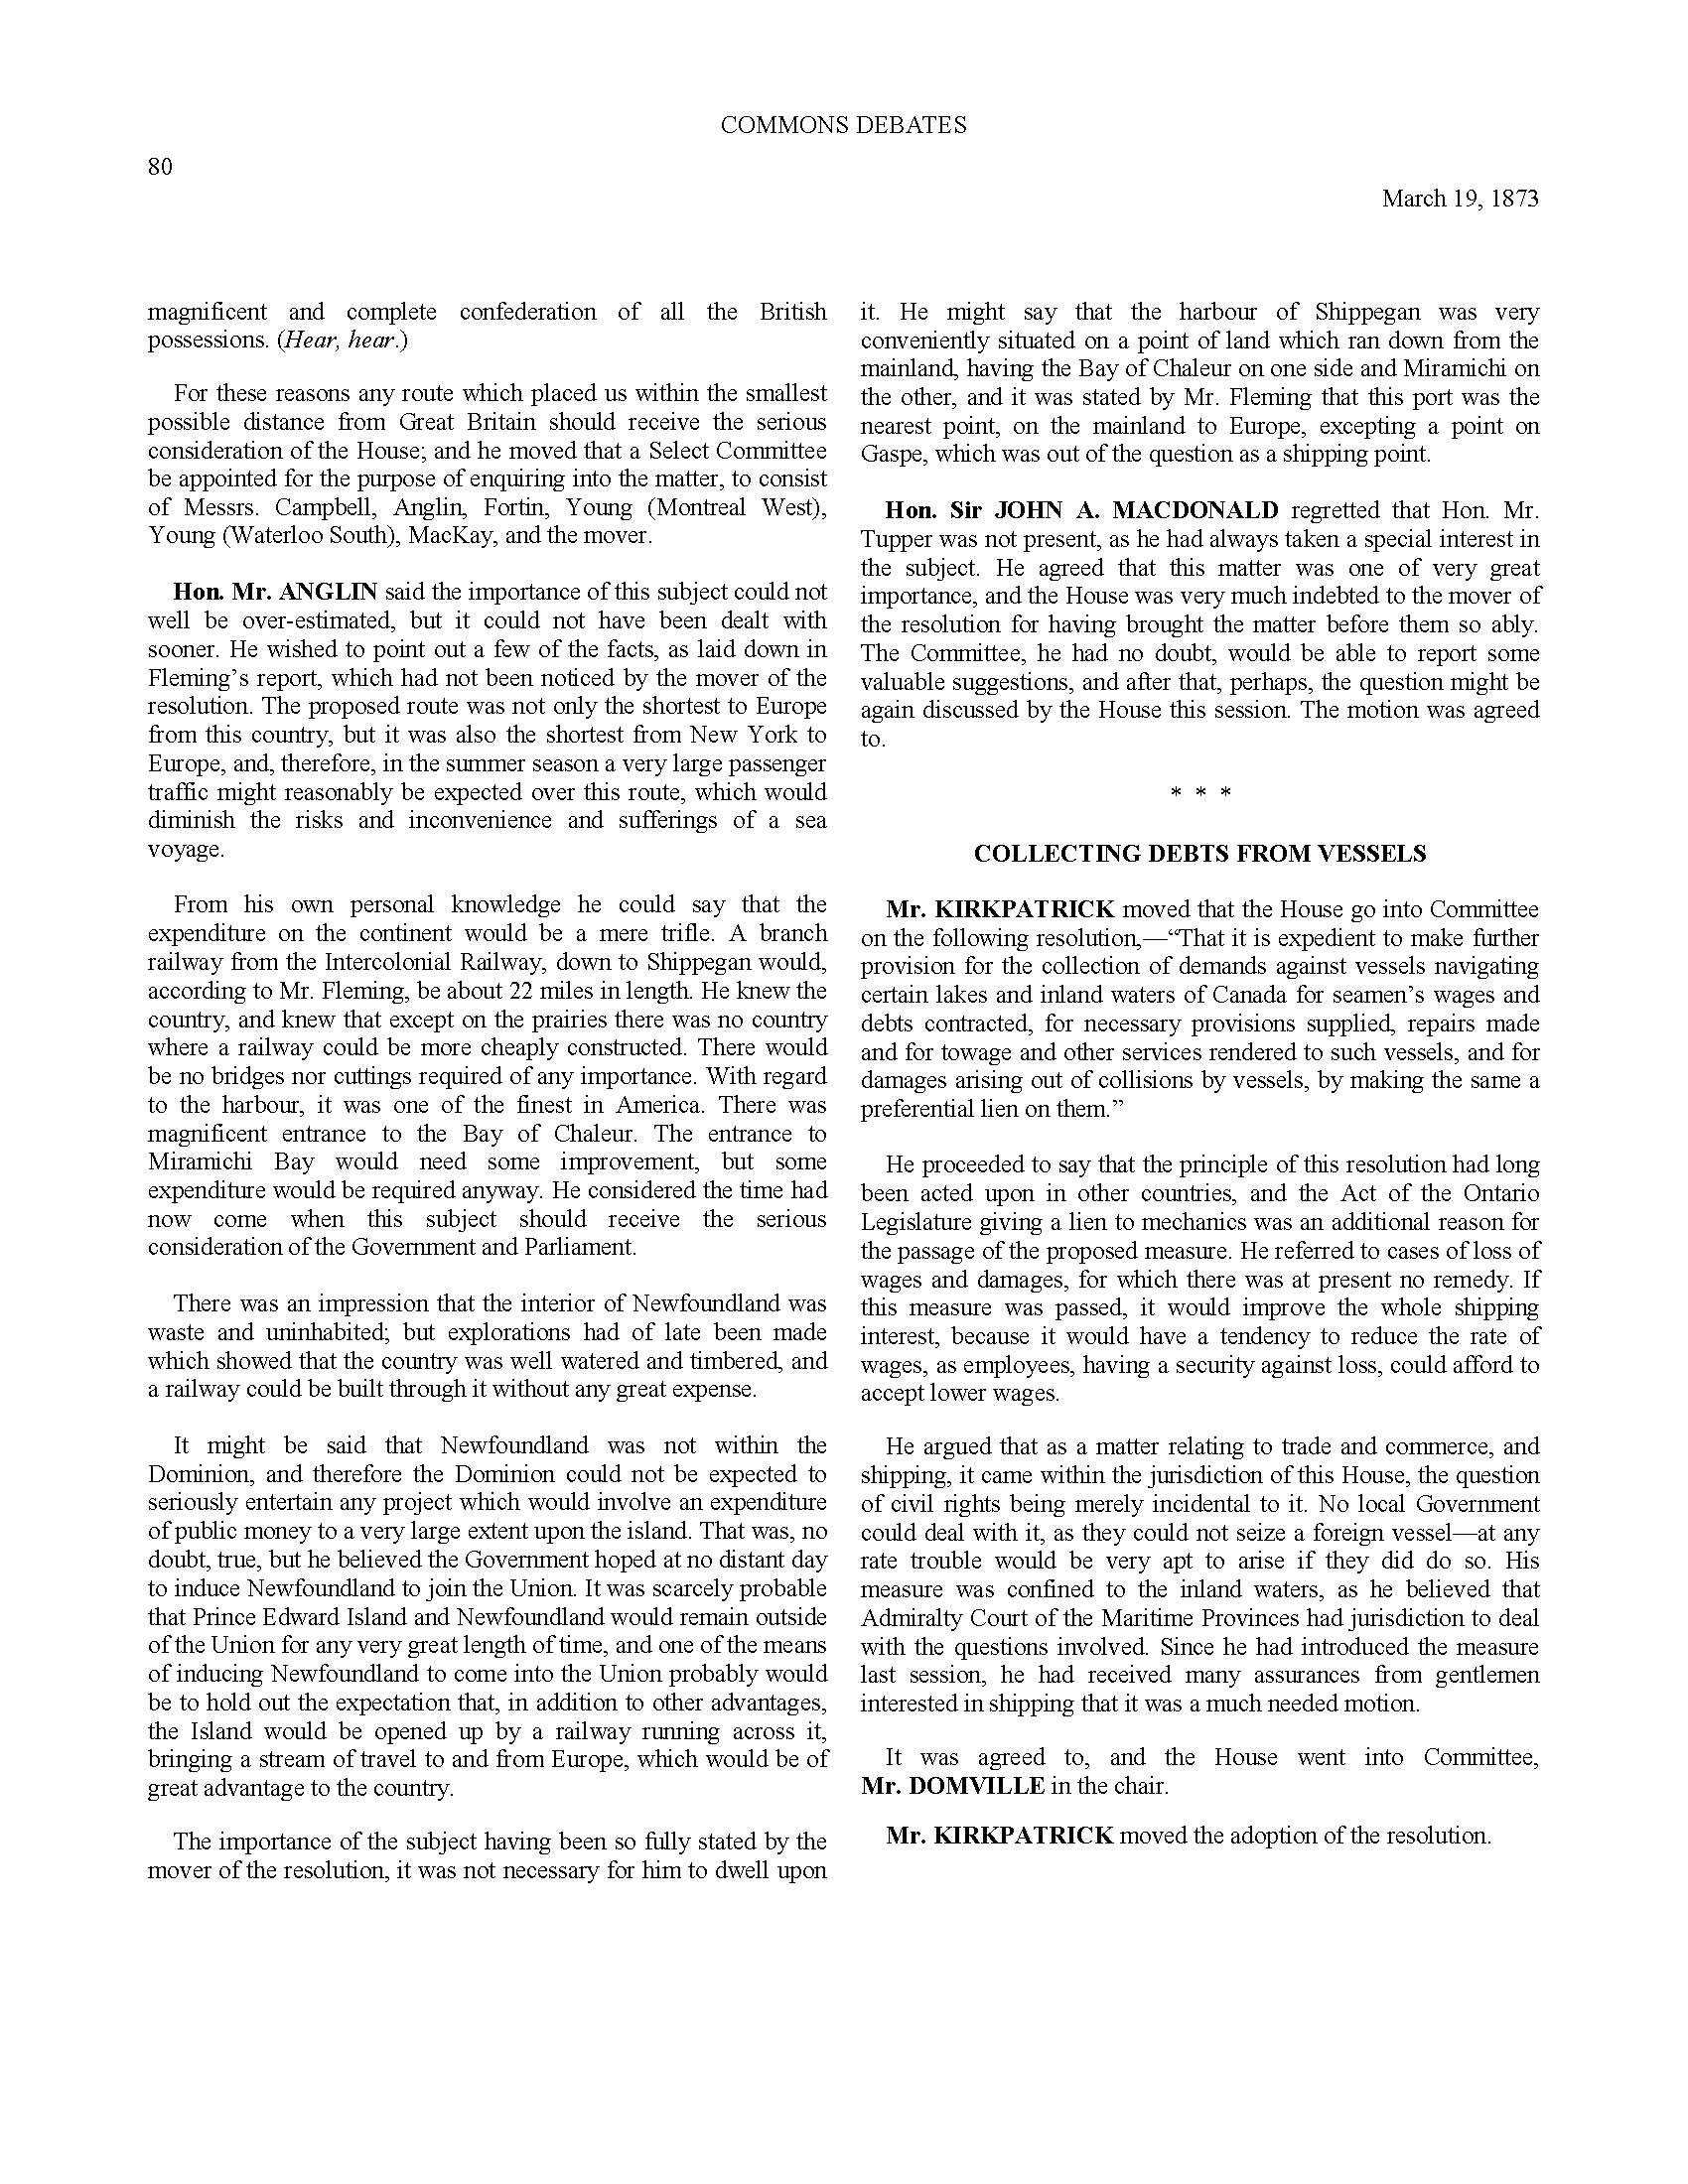 COMMONS DEBATES
80
March 19, 1873
magnificent and complete confederation of all the British
possessions. (Hear, hear.)
For these reasons any route which placed us within the smallest
possible distance from Great Britain should receive the serious
consideration of the House; and he moved that a Select Committee
be appointed for the purpose of enquiring into the matter, to consist
of Messrs. Campbell, Anglin, Fortin, Young (Montreal West),
Young (Waterloo South), MacKay, and the mover.
Hon. Mr. ANGLIN said the importance of this subject could not
well be over-estimated, but it could not have been dealt with
sooner. He wished to point out a few of the facts, as laid down in
Fleming’s report, which had not been noticed by the mover of the
resolution. The proposed route was not only the shortest to Europe
from this country, but it was also the shortest from New York to
Europe, and, therefore, in the summer season a very large passenger
traffic might reasonably be expected over this route, which would
diminish the risks and inconvenience and sufferings of a sea
voyage.
From his own personal knowledge he could say that the
expenditure on the continent would be a mere trifle. A branch
railway from the Intercolonial Railway, down to Shippegan would,
according to Mr. Fleming, be about 22 miles in length. He knew the
country, and knew that except on the prairies there was no country
where a railway could be more cheaply constructed. There would
be no bridges nor cuttings required of any importance. With regard
to the harbour, it was one of the finest in America. There was
magnificent entrance to the Bay of Chaleur. The entrance to
Miramichi Bay would need some improvement, but some
expenditure would be required anyway. He considered the time had
now come when this subject should receive the serious
consideration of the Government and Parliament.
There was an impression that the interior of Newfoundland was
waste and uninhabited; but explorations had of late been made
which showed that the country was well watered and timbered, and
a railway could be built through it without any great expense.
It might be said that Newfoundland was not within the
Dominion, and therefore the Dominion could not be expected to
seriously entertain any project which would involve an expenditure
of public money to a very large extent upon the island. That was, no
doubt, true, but he believed the Government hoped at no distant day
to induce Newfoundland to join the Union. It was scarcely probable
that Prince Edward Island and Newfoundland would remain outside
of the Union for any very great length of time, and one of the means
of inducing Newfoundland to come into the Union probably would
be to hold out the expectation that, in addition to other advantages,
the Island would be opened up by a railway running across it,
bringing a stream of travel to and from Europe, which would be of
great advantage to the country.
The importance of the subject having been so fully stated by the
mover of the resolution, it was not necessary for him to dwell upon
it. He might say that the harbour of Shippegan was very
conveniently situated on a point of land which ran down from the
mainland, having the Bay of Chaleur on one side and Miramichi on
the other, and it was stated by Mr. Fleming that this port was the
nearest point, on the mainland to Europe, excepting a point on
Gaspe, which was out of the question as a shipping point.
Hon. Sir JOHN A. MACDONALD regretted that Hon. Mr.
Tupper was not present, as he had always taken a special interest in
the subject. He agreed that this matter was one of very great
importance, and the House was very much indebted to the mover of
the resolution for having brought the matter before them so ably.
The Committee, he had no doubt, would be able to report some
valuable suggestions, and after that, perhaps, the question might be
again discussed by the House this session. The motion was agreed
to.
* * *
COLLECTING DEBTS FROM VESSELS
Mr. KIRKPATRICK moved that the House go into Committee
on the following resolution,—“That it is expedient to make further
provision for the collection of demands against vessels navigating
certain lakes and inland waters of Canada for seamen’s wages and
debts contracted, for necessary provisions supplied, repairs made
and for towage and other services rendered to such vessels, and for
damages arising out of collisions by vessels, by making the same a
preferential lien on them.”
He proceeded to say that the principle of this resolution had long
been acted upon in other countries, and the Act of the Ontario
Legislature giving a lien to mechanics was an additional reason for
the passage of the proposed measure. He referred to cases of loss of
wages and damages, for which there was at present no remedy. If
this measure was passed, it would improve the whole shipping
interest, because it would have a tendency to reduce the rate of
wages, as employees, having a security against loss, could afford to
accept lower wages.
He argued that as a matter relating to trade and commerce, and
shipping, it came within the jurisdiction of this House, the question
of civil rights being merely incidental to it. No local Government
could deal with it, as they could not seize a foreign vessel—at any
rate trouble would be very apt to arise if they did do so. His
measure was confined to the inland waters, as he believed that
Admiralty Court of the Maritime Provinces had jurisdiction to deal
with the questions involved. Since he had introduced the measure
last session, he had received many assurances from gentlemen
interested in shipping that it was a much needed motion.
It was agreed to, and the House went into Committee,
Mr. DOMVILLE in the chair.
Mr. KIRKPATRICK moved the adoption of the resolution.